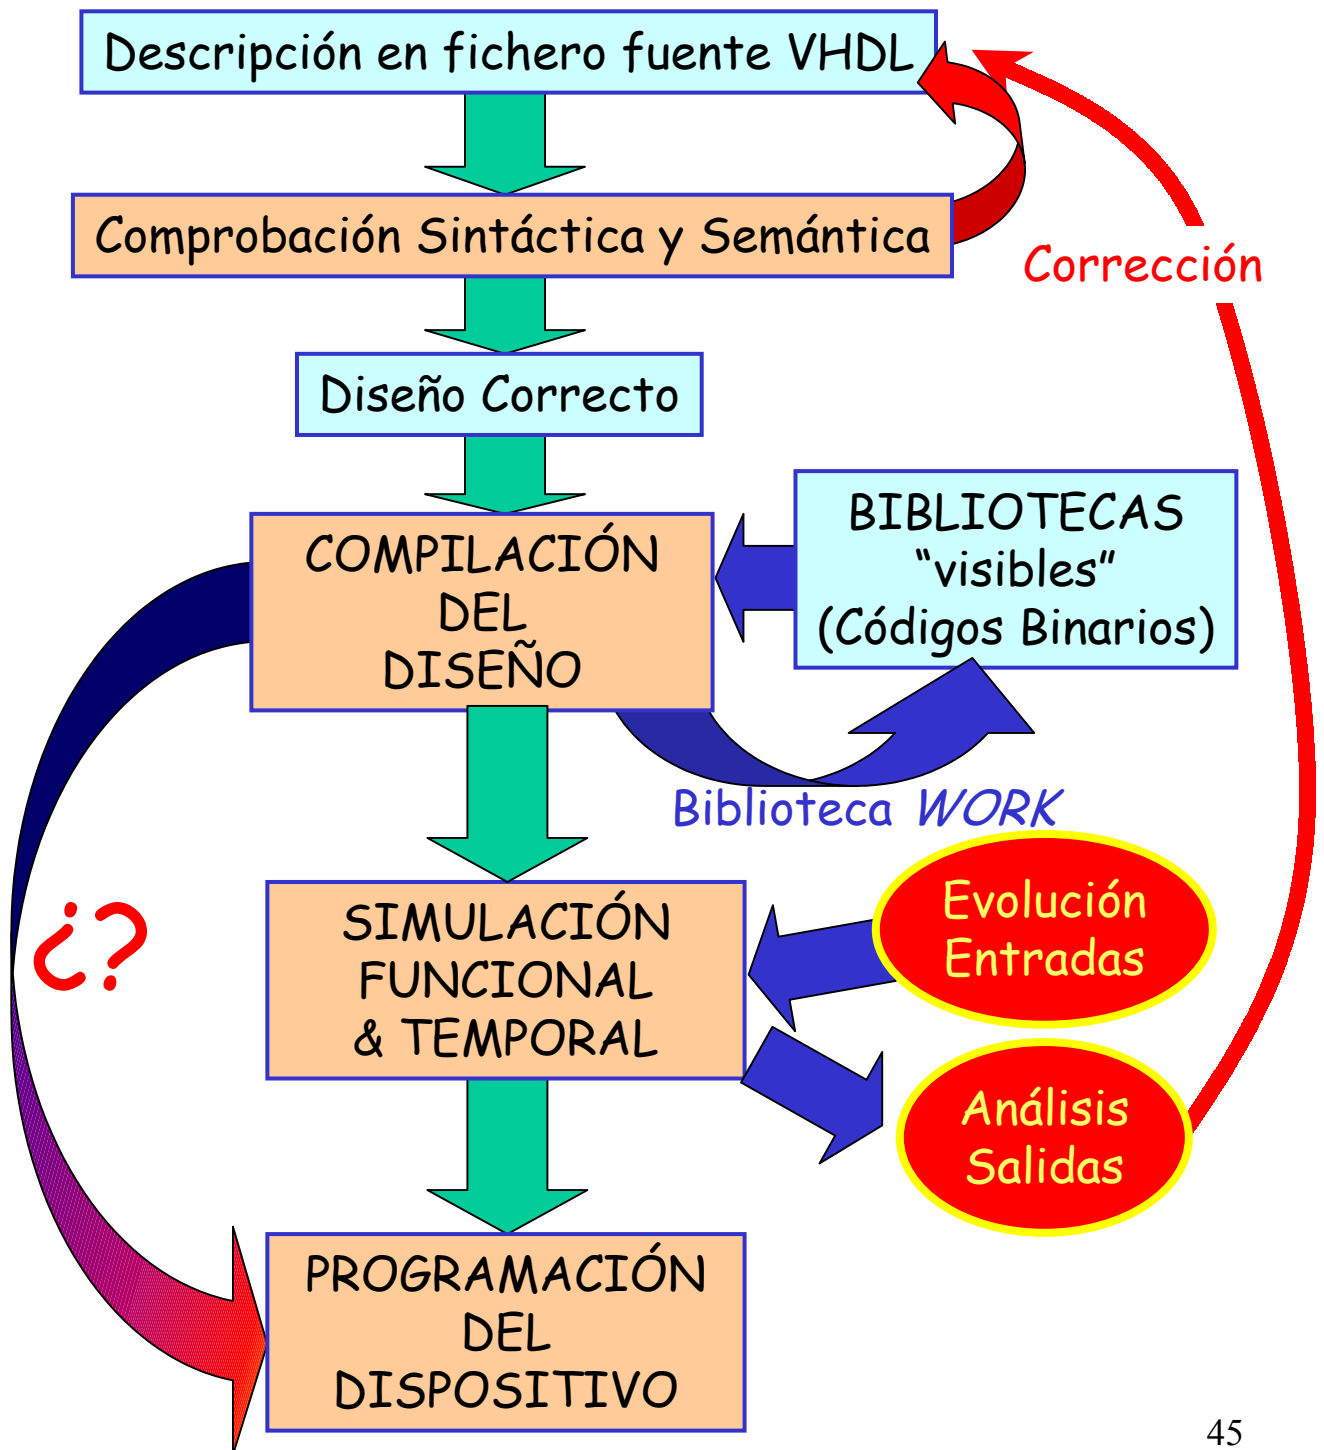 Descripción en fichero fuente VHDL
Comprobación Sintáctica y Semántica
Corrección
Diseño Correcto
COMPILACIÓN
DEL
DISEÑO
BIBLIOTECAS
“visibles”
(Códigos Binarios)
Biblioteca WORK
¿?
SIMULACIÓN
FUNCIONAL
& TEMPORAL
Evolución
Entradas
Análisis
Salidas
PROGRAMACIÓN
DEL
DISPOSITIVO
45